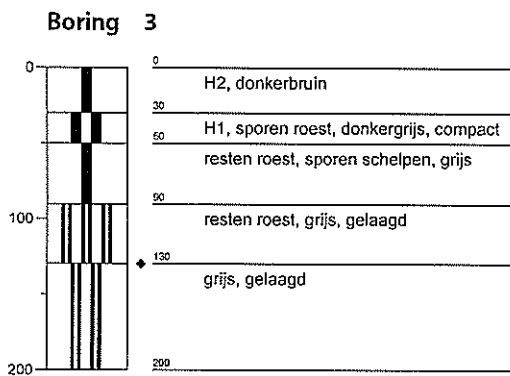 Boring 3
0
0
H2, donkerbruin
30
H1, sporen roest, donkergrijs, compact
50
resten roest, sporen schelpen, grijs
90
100
resten roest, grijs, gelaagd
130
grijs, gelaagd
200
200